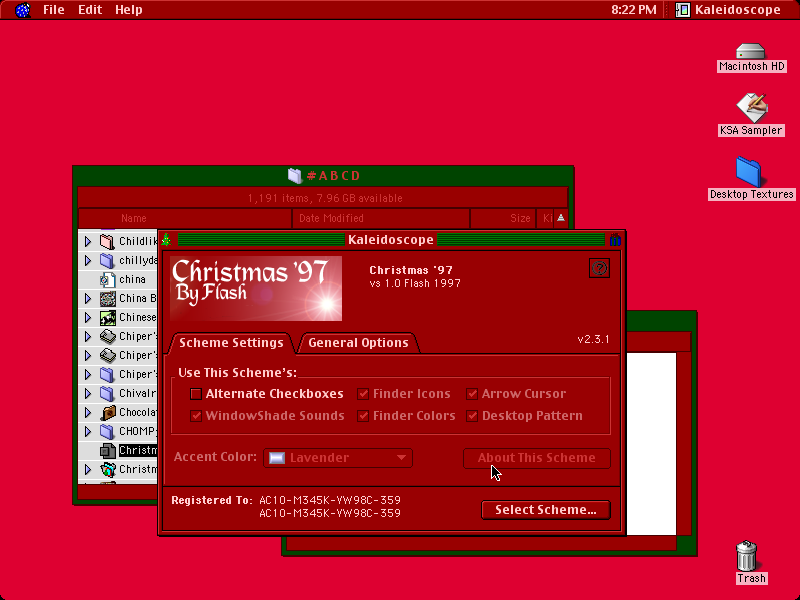 File Edit Help
8:22 PM Kaleidoscope
Macintosh HD
KSA Sampler
Desktop Textures
#ABCD
1,191 items, 7.96 GB available
Name Date Modified Size Ki
Childlik
chillyda
china
China B
Chinese
Chiper's
Chiper's
Chiper's
Chivalr
Chocola
CHOMP
Christm
Christm
Kaleidoscope
Christmas '97
By Flash
Christmas '97
vs 1.0 Flash 1997
Scheme Settings General Options v2.3.1
Use This Scheme's:
Alternate Checkboxes Finder Icons Arrow Cursor
WindowShade Sounds Finder Colors Desktop Pattern
Accent Color: Lavender About This Scheme
Registered To: AC10-M345K-YW98C-359
AC10-M345K-YW98C-359
Select Scheme...
Trash